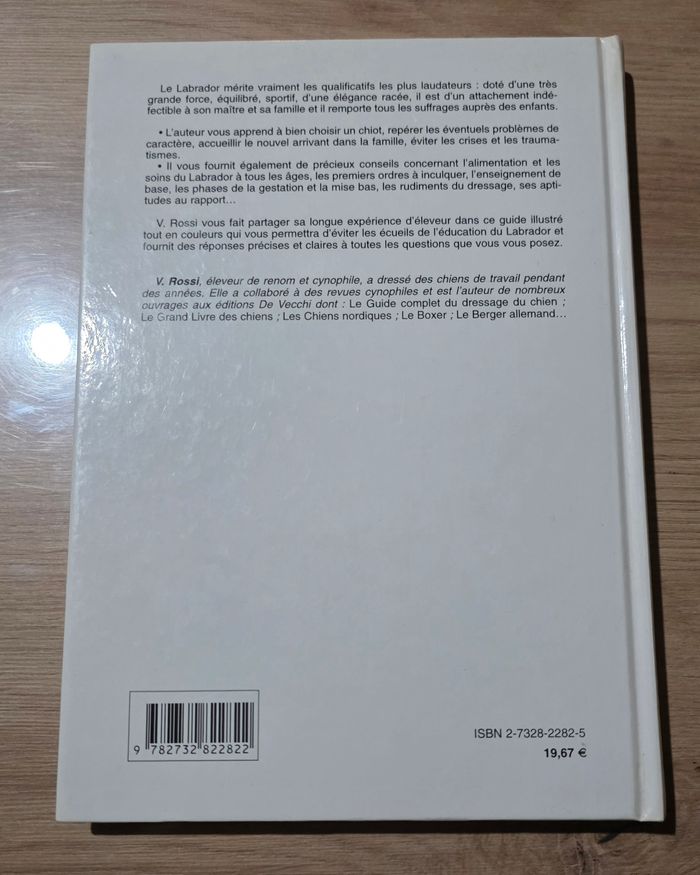 Le Labrador mérite vraiment les qualificatifs les plus laudateurs : doté d'une très
grande force, équilibré, sportif, d'une élégance racée, il est d'un attachement indé-
fectible à son maître et sa famille et il remporte tous les suffrages auprès des enfants.
• L'auteur vous apprend à bien choisir un chiot, repérer les éventuels problèmes de
caractère, accueillir le nouvel arrivant dans la famille, éviter les crises et les trauma-
tismes.
• Il vous fournit également de précieux conseils concernant l'alimentation et les
soins du Labrador à tous les âges, les premiers ordres à inculquer, l'enseignement de
base, les phases de la gestation et la mise bas, les rudiments du dressage, ses apti-
tudes au rapport...
V. Rossi vous fait partager sa longue expérience d'éleveur dans ce guide illustré
tout en couleurs qui vous permettra d'éviter les écueils de l'éducation du Labrador et
fournit des réponses précises et claires à toutes les questions que vous vous posez.
V. Rossi, éleveur de renom et cynophile, a dressé des chiens de travail pendant
des années. Elle a collaboré à des revues cynophiles et est l'auteur de nombreux
ouvrages aux éditions De Vecchi dont : Le Guide complet du dressage du chien ;
Le Grand Livre des chiens ; Les Chiens nordiques ; Le Boxer ; Le Berger allemand...
ISBN 2-7328-2282-5
19,67 €
9 782732 822822